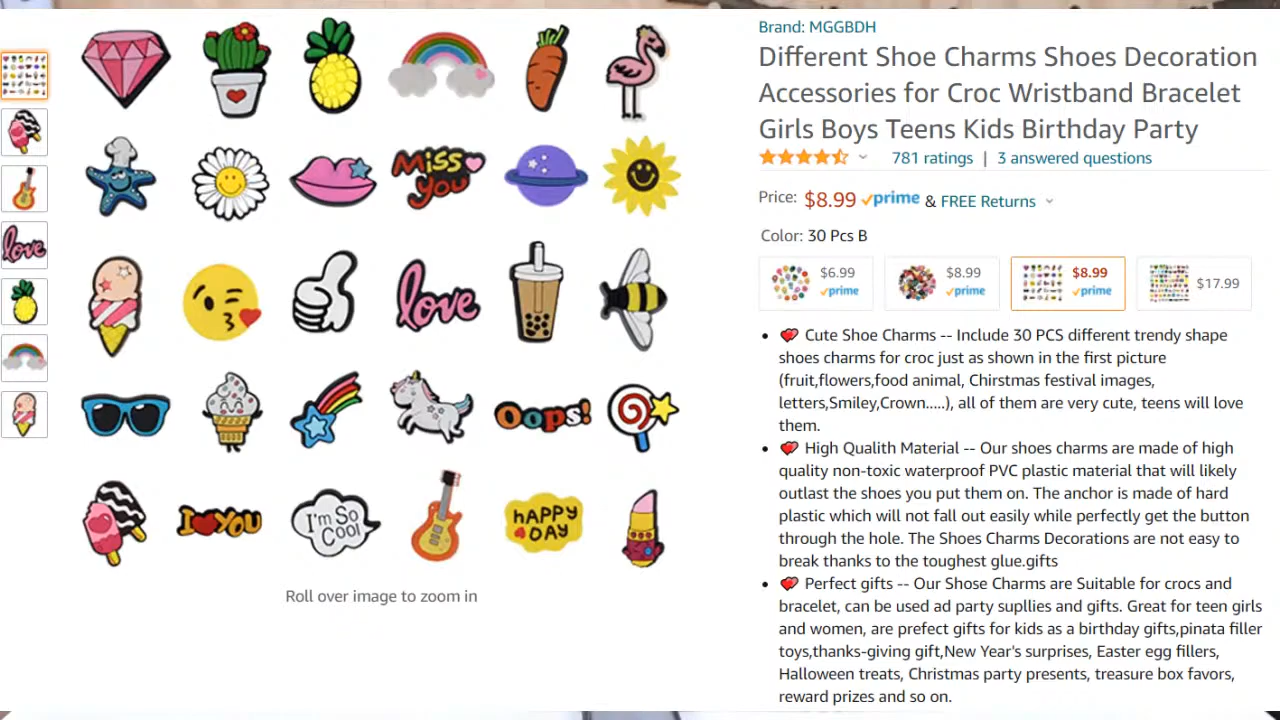 Brand: MGGBDH
Different Shoe Charms Shoes Decoration
Accessories for Croc Wristband Bracelet
Girls Boys Teens Kids Birthday Party
781 ratings | 3 answered questions
Price: $8.99 prime & FREE Returns
Color: 30 Pcs B
$6.99
prime
$8.99
prime
$8.99
prime
$17.99
• Cute Shoe Charms -- Include 30 PCS different trendy shape
shoes charms for croc just as shown in the first picture
(fruit,flowers,food animal, Chirstmas festival images,
letters,Smiley,Crown.....), all of them are very cute, teens will love
them.
• High Qualith Material -- Our shoes charms are made of high
quality non-toxic waterproof PVC plastic material that will likely
outlast the shoes you put them on. The anchor is made of hard
plastic which will not fall out easily while perfectly get the button
through the hole. The Shoes Charms Decorations are not easy to
break thanks to the toughest glue.gifts
• Perfect gifts -- Our Shose Charms are Suitable for crocs and
bracelet, can be used ad party supllies and gifts. Great for teen girls
and women, are prefect gifts for kids as a birthday gifts,pinata filler
toys,thanks-giving gift,New Year's surprises, Easter egg fillers,
Halloween treats, Christmas party presents, treasure box favors,
reward prizes and so on.
Miss
You
love
love
Oops!
I YOU
I'm So
Cool
hAPPY
DAY
Roll over image to zoom in